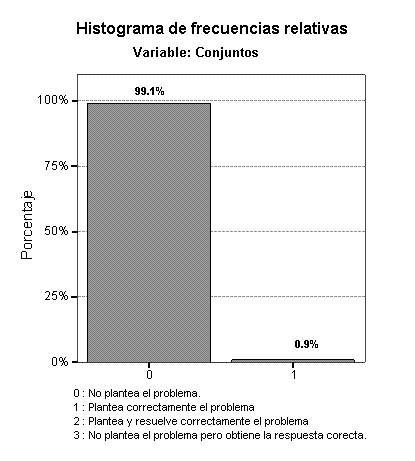 Histograma de frecuencias relativas
Variable: Conjuntos
100%
75%
50%
25%
0%
Porcentaje
99.1%
0.9%
0
1
0 : No plantea el problema.
1 : Plantea correctamente el problema
2 : Plantea y resuelve correctamente el problema
3 : No plantea el problema pero obtiene la respuesta corecta.